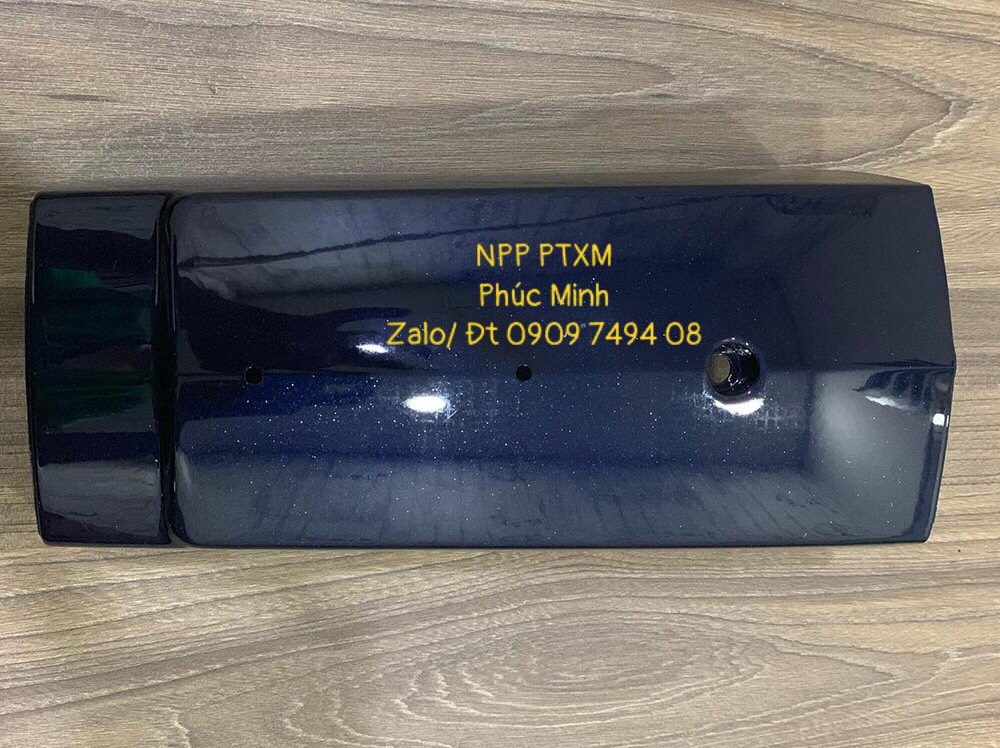 NPP PTXM
Phúc Minh
Zalo/ Đt 0909 7494 08